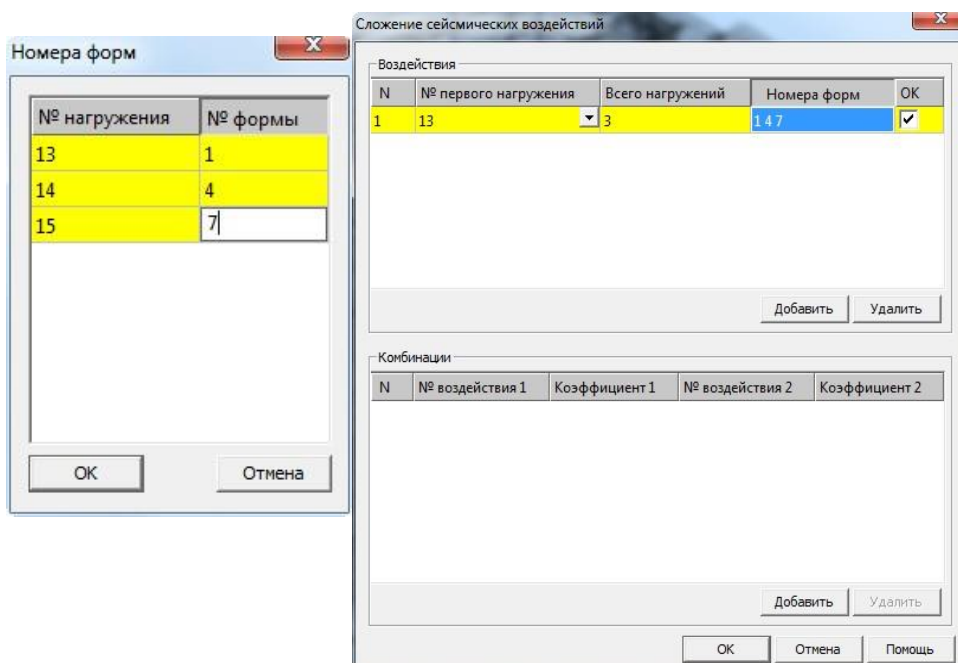 Номера форм
№ нагружения № формы
13 1
14 4
15 7
OK Отмена
Сложение сейсмических воздействий
Воздействия
N № первого нагружения Всего нагружений Номера форм OK
1 13 3 1 4 7
Добавить Удалить
Комбинации
N № воздействия 1 Коэффициент 1 № воздействия 2 Коэффициент 2
Добавить Удалить
OK Отмена Помощь